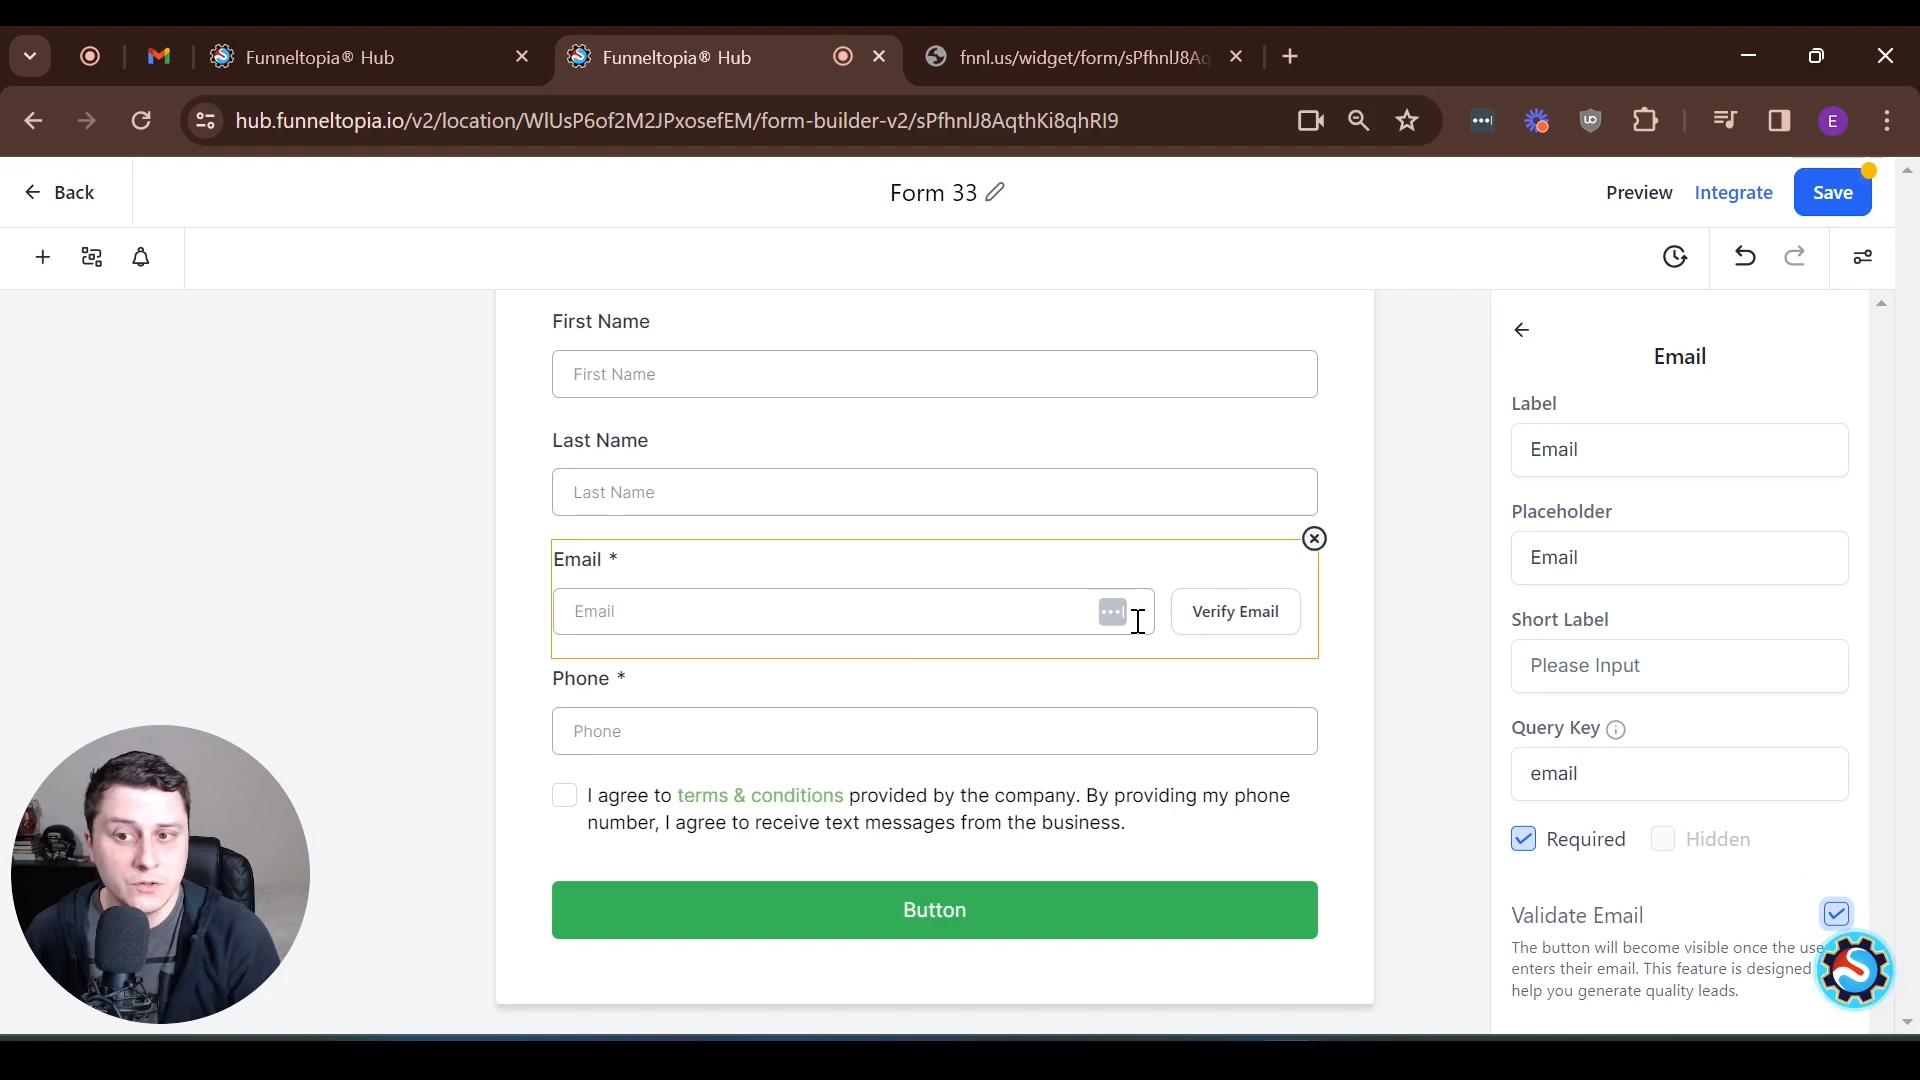 Funneltopia® Hub
Funneltopia® Hub
fnnl.us/widget/form/sPfhnlJ8Aq
hub.funneltopia.io/v2/location/WlUsP6of2M2JPxosefEM/form-builder-v2/sPfhnlJ8AqthKi8qhRI9
E
Back
Form 33
Preview
Integrate
Save
First Name
First Name
Last Name
Last Name
Email *
Email
Verify Email
Phone *
Phone
I agree to terms & conditions provided by the company. By providing my phone
number, I agree to receive text messages from the business.
Button
Email
Label
Email
Placeholder
Email
Short Label
Please Input
Query Key
email
Required
Hidden
Validate Email
The button will become visible once the use
enters their email. This feature is designed
help you generate quality leads.